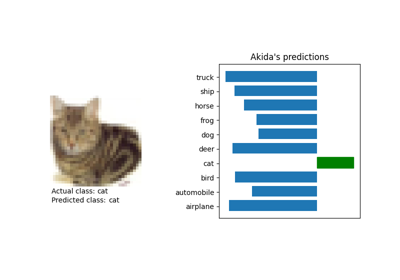 Akida's predictions
truck
ship
horse
frog
dog
deer
cat
bird
automobile
airplane
Actual class: cat
Predicted class: cat